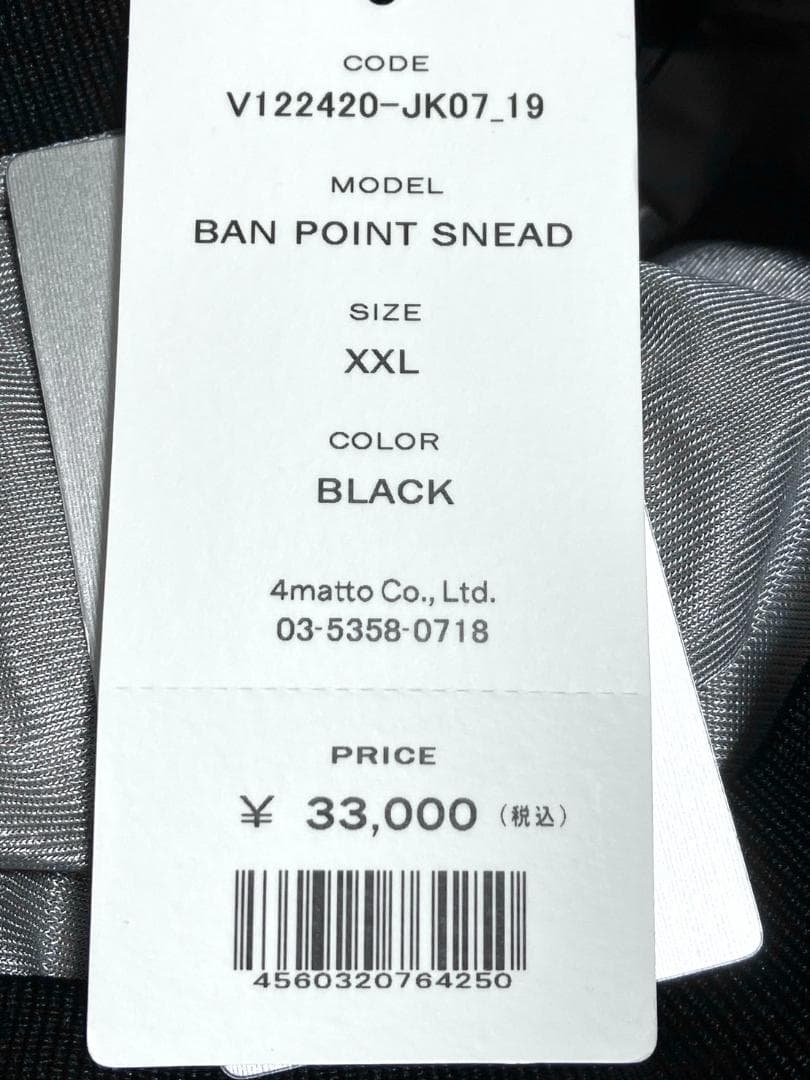 CODE
V122420-JK07_19
MODEL
BAN POINT SNEAD
SIZE
XXL
COLOR
BLACK
4matto Co., Ltd.
03-5358-0718
PRICE
¥ 33,000 (税込)
4560320764250